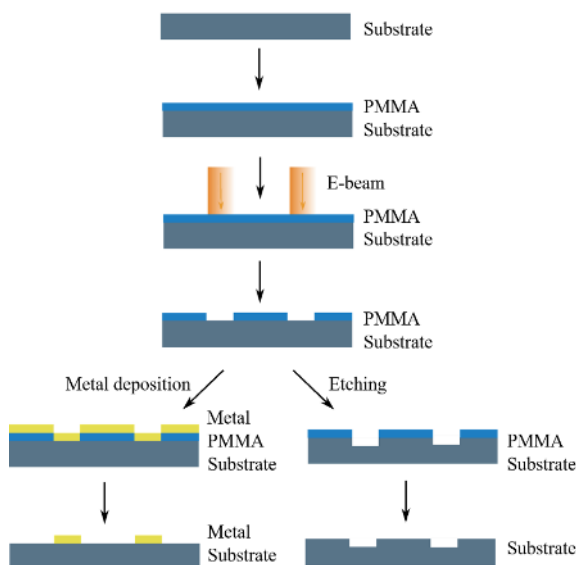 Substrate
PMMA
Substrate
E-beam
PMMA
Substrate
PMMA
Substrate
Metal deposition
Etching
Metal
PMMA
Substrate
PMMA
Substrate
Metal
Substrate
Substrate